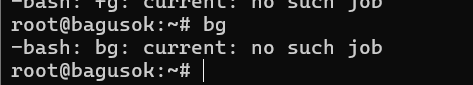 -bash: fg: current: no such job
root@bagusok:~# bg
-bash: bg: current: no such job
root@bagusok:~#